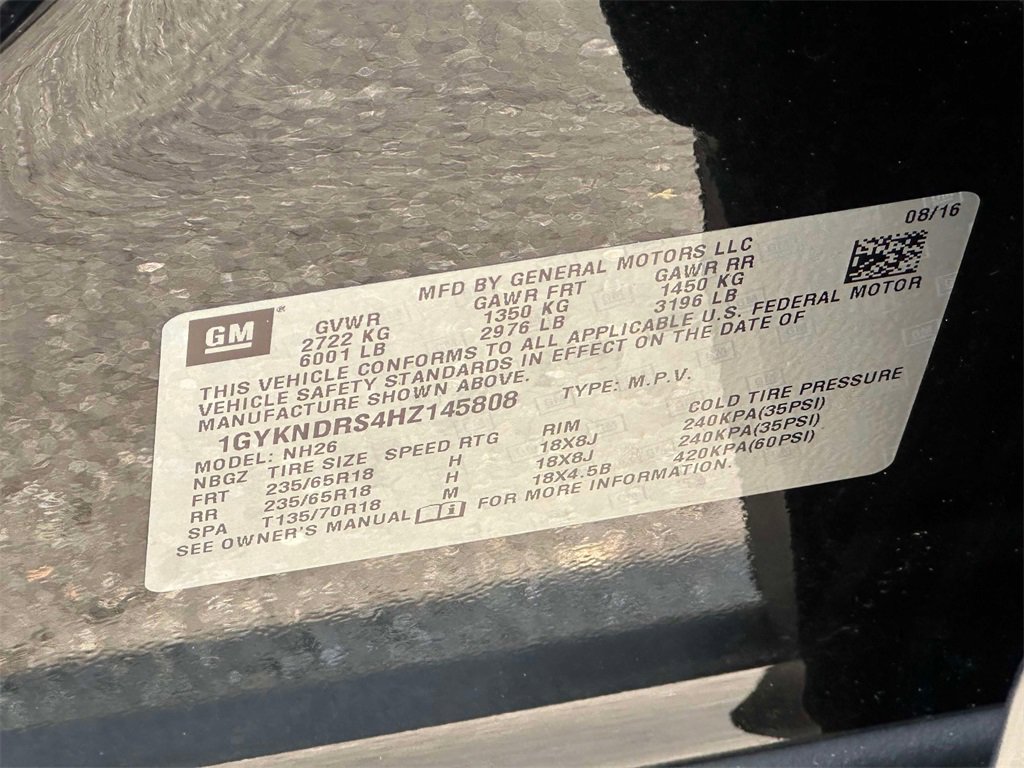 08/16
MFD BY GENERAL MOTORS LLC
GM®
GVWR GAWR FRT GAWR RR
2722 KG 1350 KG 1450 KG
6001 LB 2976 LB 3196 LB
THIS VEHICLE CONFORMS TO ALL APPLICABLE U.S. FEDERAL MOTOR
VEHICLE SAFETY STANDARDS IN EFFECT ON THE DATE OF
MANUFACTURE SHOWN ABOVE.
1GYKNDRS4HZ145808 TYPE: M.P.V.
MODEL: NH26
NBGZ TIRE SIZE SPEED RTG RIM COLD TIRE PRESSURE
FRT 235/65R18 H 18X8J 240KPA(35PSI)
RR 235/65R18 H 18X8J 240KPA(35PSI)
SPA T135/70R18 M 18X4.5B 420KPA(60PSI)
SEE OWNER'S MANUAL i FOR MORE INFORMATION.